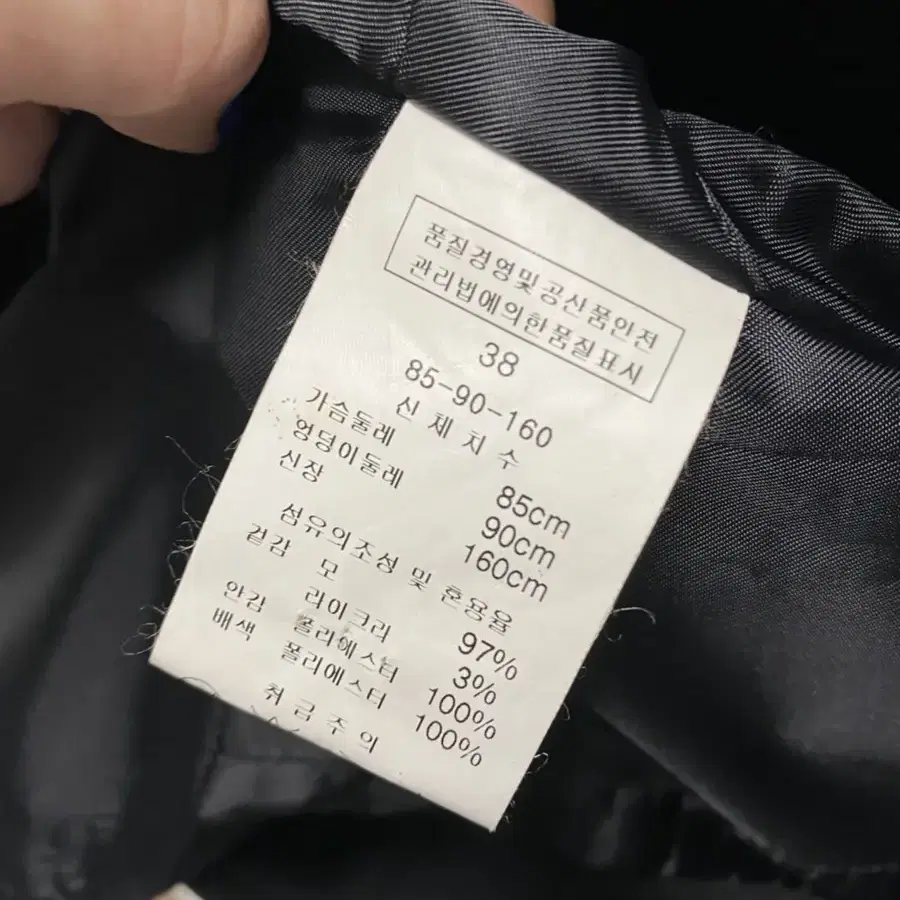 품질경영및공산품안전
관리법에의한품질표시
38
85-90-160
신 체 치 수
가슴둘레 85cm
엉덩이둘레 90cm
신장 160cm
섬유의조성 및 혼용율
겉감 모 97%
라이크라 3%
안감 폴리에스터 100%
배색 폴리에스터 100%
취 급 주 의